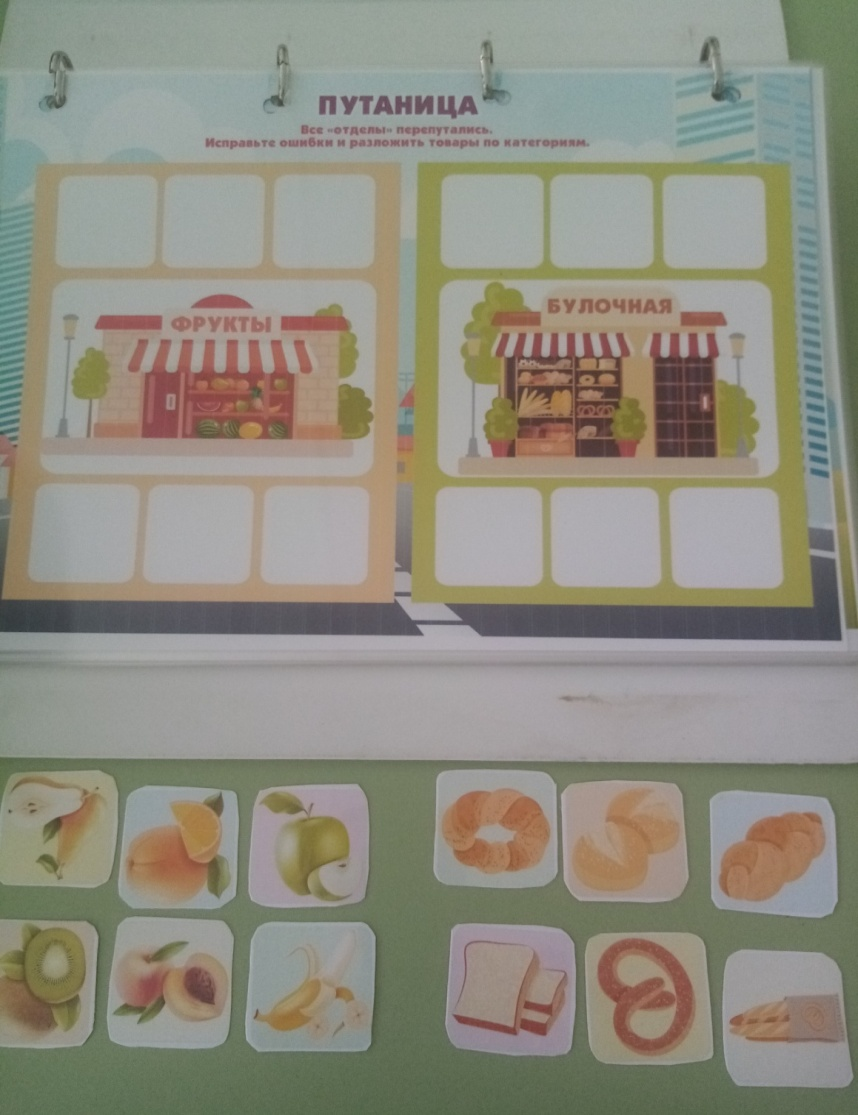 ПУТАНИЦА
Все «отделы» перепутались.
Исправьте ошибки и разложить товары по категориям.
ФРУКТЫ
БУЛОЧНАЯ